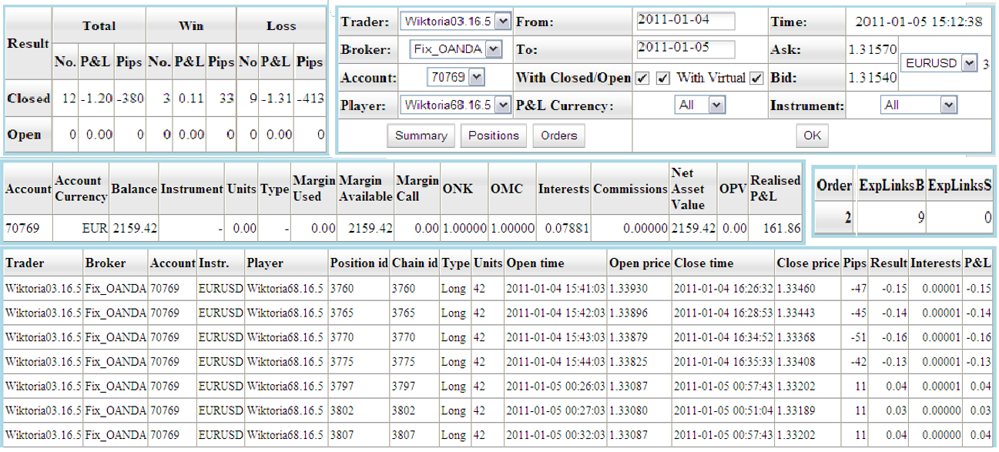 Result Total Win Loss
No. P&L Pips No. P&L Pips No P&L Pips
Closed 12 -1.20 -380 3 0.11 33 9 -1.31 -413
Open 0 0.00 0 0 0.00 0 0 0.00 0
Trader: Wiktoria03.16.5 From: 2011-01-04 Time: 2011-01-05 15:12:38
Broker: Fix_OANDA To: 2011-01-05 Ask: 1.31570 EURUSD 3
Account: 70769 With Closed/Open With Virtual Bid: 1.31540
Player: Wiktoria68.16.5 P&L Currency: All Instrument: All
Summary Positions Orders OK
Account Account Currency Balance Instrument Units Type Margin Used Margin Available Margin Call ONK OMC Interests Commissions Net Asset Value OPV Realised P&L
70769 EUR 2159.42 - 0.00 - 0.00 2159.42 0.00 1.00000 1.00000 0.07881 0.00000 2159.42 0.00 161.86
Order ExpLinksB ExpLinksS
2 9 0
Trader Broker Account Instr. Player Position id Chain id Type Units Open time Open price Close time Close price Pips Result Interests P&L
Wiktoria03.16.5 Fix_OANDA 70769 EURUSD Wiktoria68.16.5 3760 3760 Long 42 2011-01-04 15:41:03 1.33930 2011-01-04 16:26:32 1.33460 -47 -0.15 0.00001 -0.15
Wiktoria03.16.5 Fix_OANDA 70769 EURUSD Wiktoria68.16.5 3765 3765 Long 42 2011-01-04 15:42:03 1.33896 2011-01-04 16:28:53 1.33443 -45 -0.14 0.00001 -0.14
Wiktoria03.16.5 Fix_OANDA 70769 EURUSD Wiktoria68.16.5 3770 3770 Long 42 2011-01-04 15:43:03 1.33879 2011-01-04 16:34:52 1.33368 -51 -0.16 0.00001 -0.16
Wiktoria03.16.5 Fix_OANDA 70769 EURUSD Wiktoria68.16.5 3775 3775 Long 42 2011-01-04 15:44:03 1.33825 2011-01-04 16:35:33 1.33408 -42 -0.13 0.00001 -0.13
Wiktoria03.16.5 Fix_OANDA 70769 EURUSD Wiktoria68.16.5 3797 3797 Long 42 2011-01-05 00:26:03 1.33087 2011-01-05 00:57:43 1.33202 11 0.04 0.00001 0.04
Wiktoria03.16.5 Fix_OANDA 70769 EURUSD Wiktoria68.16.5 3802 3802 Long 42 2011-01-05 00:27:03 1.33080 2011-01-05 00:51:04 1.33189 11 0.03 0.00000 0.03
Wiktoria03.16.5 Fix_OANDA 70769 EURUSD Wiktoria68.16.5 3807 3807 Long 42 2011-01-05 00:32:03 1.33087 2011-01-05 00:57:43 1.33202 11 0.04 0.00000 0.04